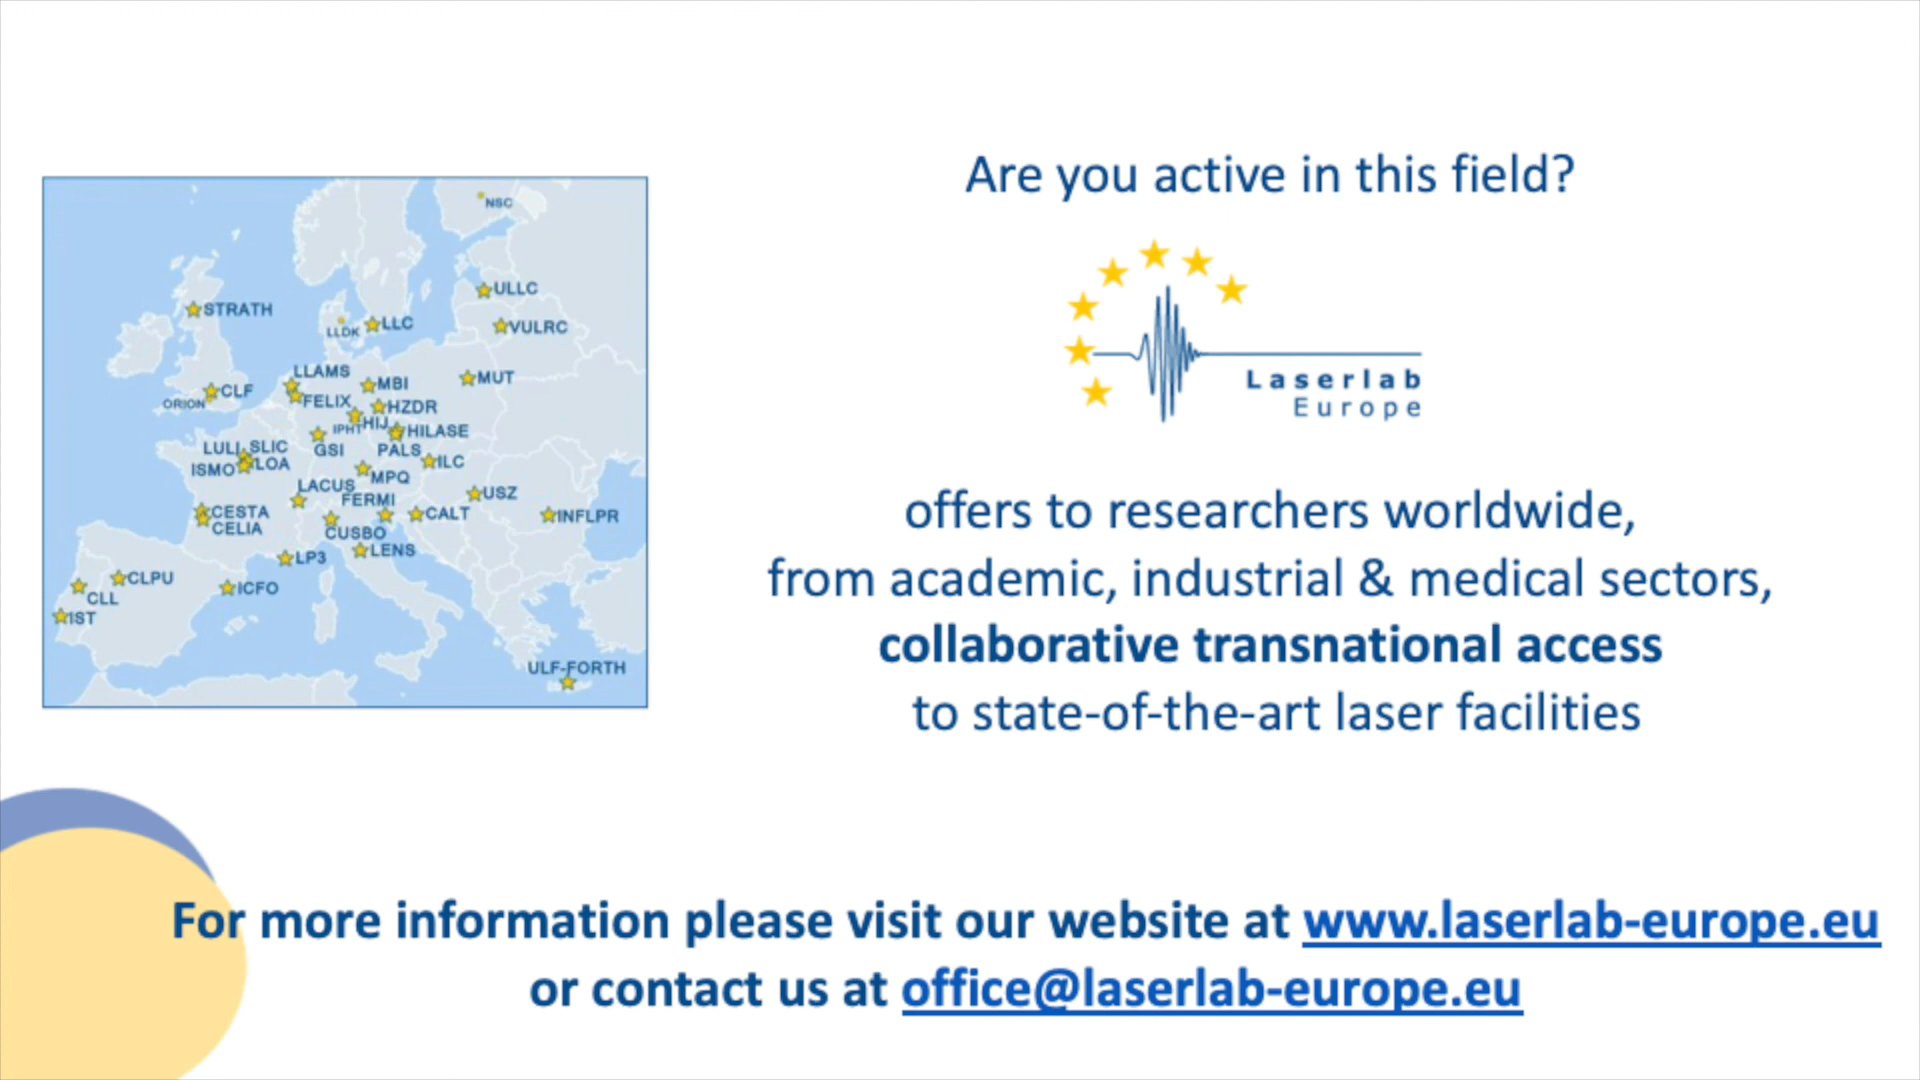 Are you active in this field?
Laserlab
Europe
offers to researchers worldwide,
from academic, industrial & medical sectors,
collaborative transnational access
to state-of-the-art laser facilities
NSC
ULLC
STRATH
LLDK
LLC
VULRC
LLAMS
MBI
MUT
CLF
ORION
FELIX
HZDR
IPHT
HIJ
HILASE
LULI
SLIC
GSI
PALS
ISMO
LOA
ILC
MPQ
LACUS
FERMI
USZ
CESTA
CALT
INFLPR
CELIA
CUSBO
LENS
LP3
CLPU
ICFO
CLL
IST
ULF-FORTH
For more information please visit our website at www.laserlab-europe.eu
or contact us at office@laserlab-europe.eu